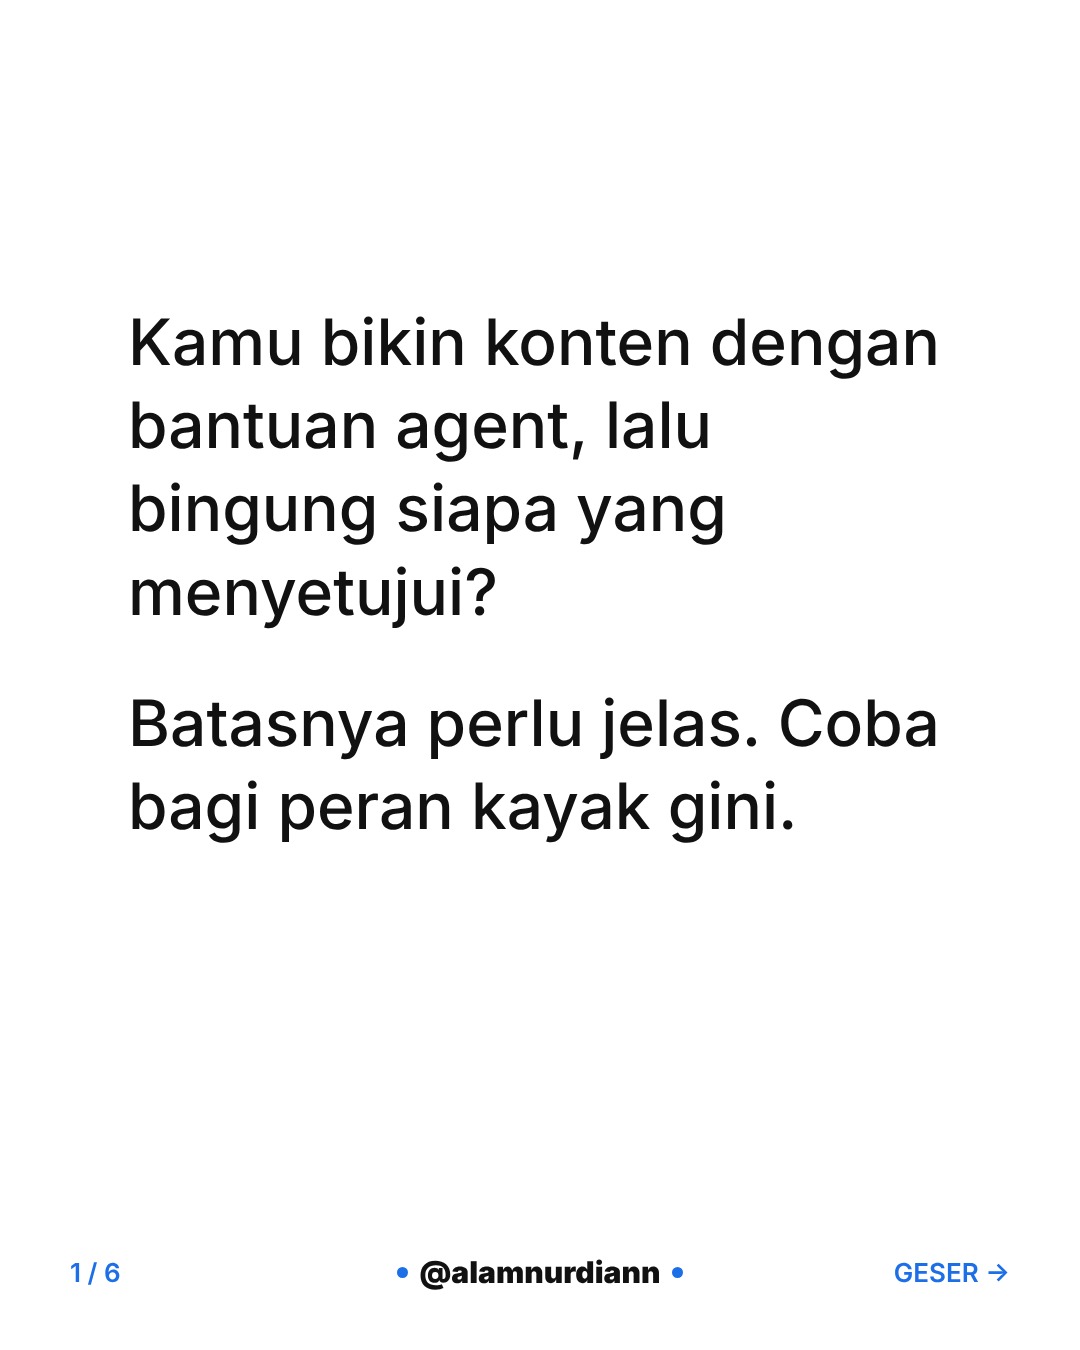 Kamu bikin konten dengan
bantuan agent, lalu
bingung siapa yang
menyetujui?
Batasnya perlu jelas. Coba
bagi peran kayak gini.
1 / 6
• @alamnurdiann •
GESER →